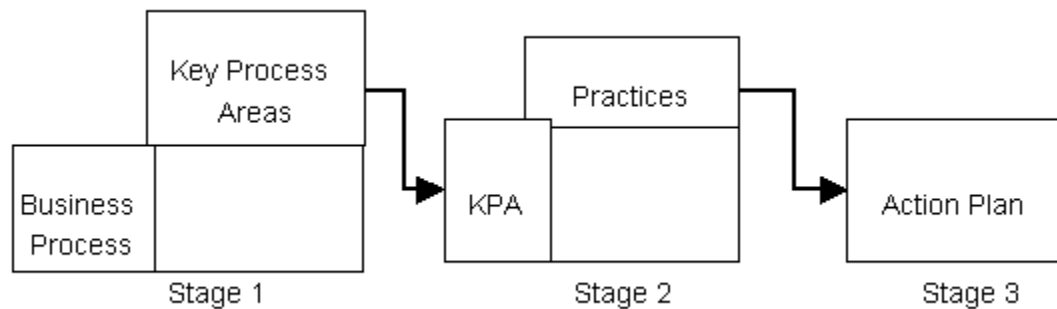 Key Process
Areas
Business
Process
Stage 1
Practices
KPA
Stage 2
Action Plan
Stage 3